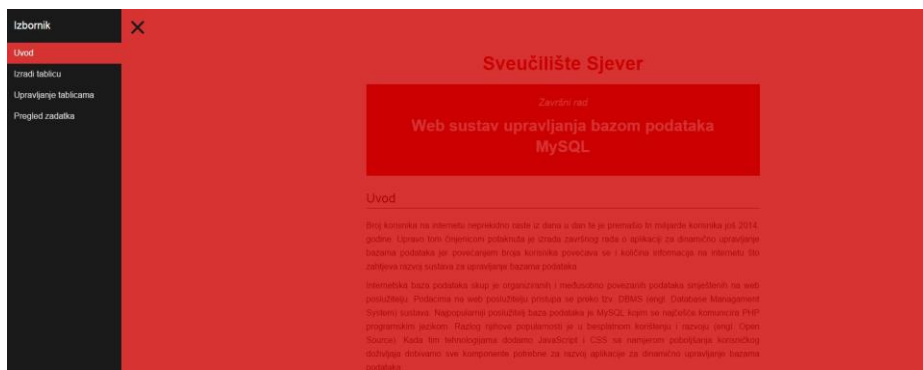 Izbornik
Uvod
Izradi tablicu
Upravljanje tablicama
Pregled zadatka
Sveučilište Sjever
Završni rad
Web sustav upravljanja bazom podataka
MySQL
Uvod
Broj korisnika na internetu neprekidno raste iz dana u dan te je premašio tri milijarde korisnika još 2014.
godine. Upravo tom činjenicom potaknuta je izrada završnog rada o aplikaciji za dinamično upravljanje
bazama podataka jer povećanjem broja korisnika povećava se i količina informacija na internetu što
zahtjeva razvoj sustava za upravljanje bazama podataka.
Internetska baza podataka skup je organiziranih i međusobno povezanih podataka smještenih na web
poslužitelju. Podacima na web poslužitelju pristupa se preko tzv. DBMS (engl. Database Management
System) sustava. Najpopularniji poslužitelj baza podataka je MySQL kojim se najčešće komunicira PHP
programskim jezikom. Razlog njihove popularnosti je u besplatnom korištenju i razvoju (engl. Open
Source). Kada tim tehnologijama dodamo JavaScript i CSS sa namjerom poboljšanja korisničkog
doživljaja dobivamo sve komponente potrebne za razvoj aplikacije za dinamično upravljanje bazama
podataka.